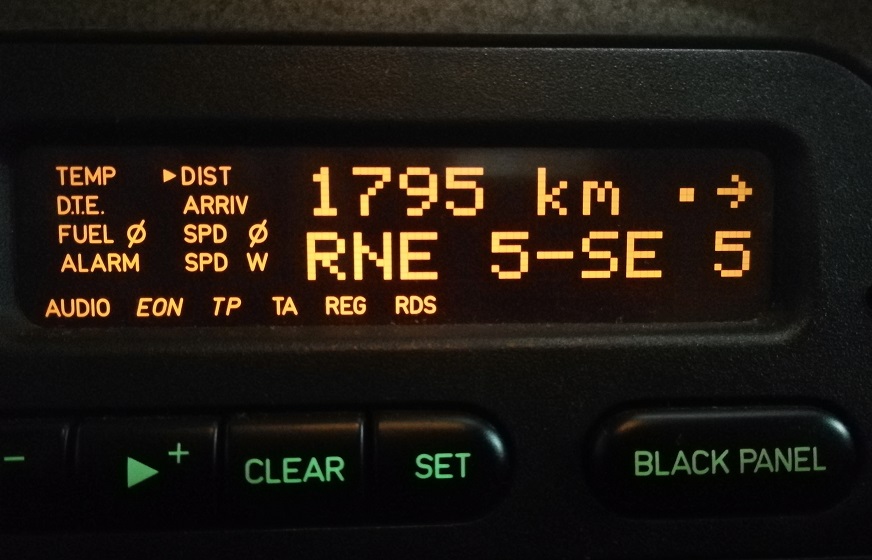 TEMP ▶DIST 1795 km ▪→
D.T.E. ARRIV
FUEL Ø SPD Ø RNE 5-SE 5
ALARM SPD W
AUDIO EON TP TA REG RDS
− ▶+ CLEAR SET BLACK PANEL